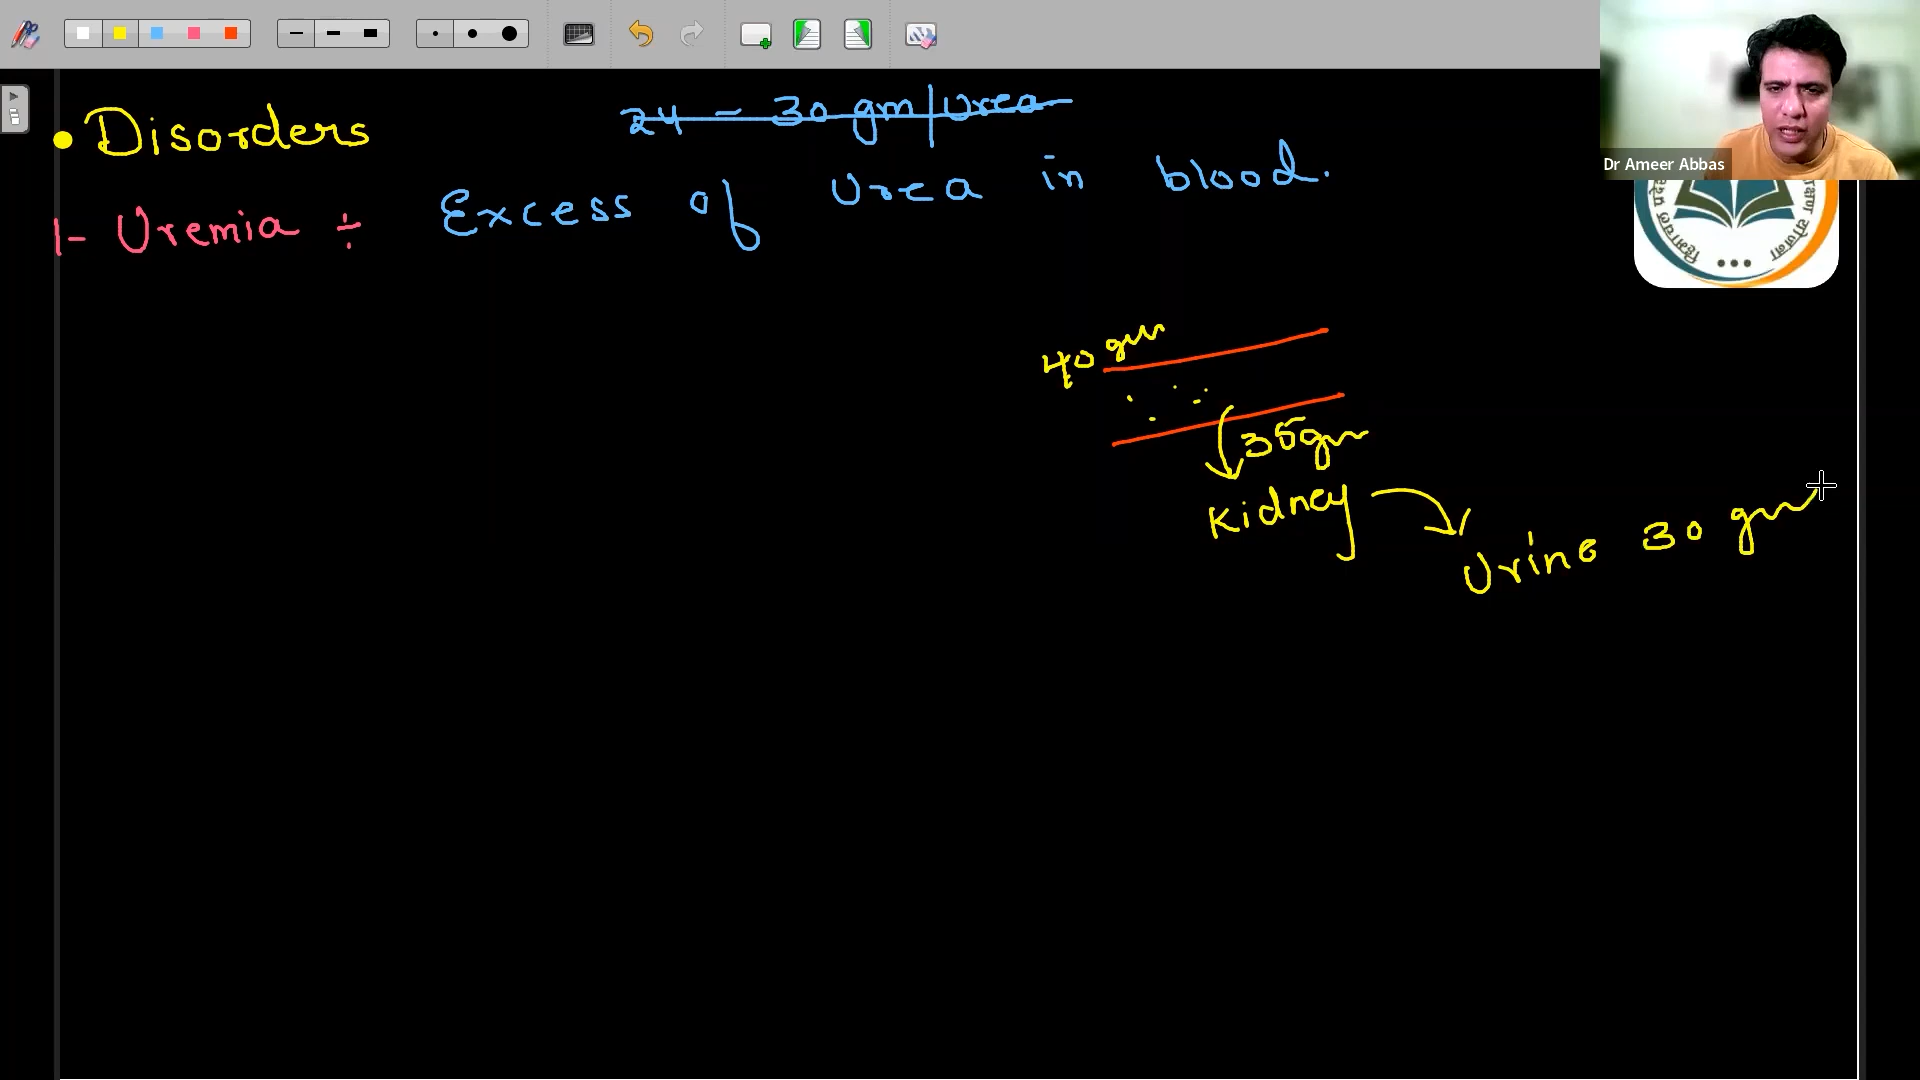 24 - 30 gm/Urea
• Disorders
1- Uremia ÷ Excess of Urea in blood.
Dr Ameer Abbas
40 gm
35gm
Kidney
Urine 30 gm